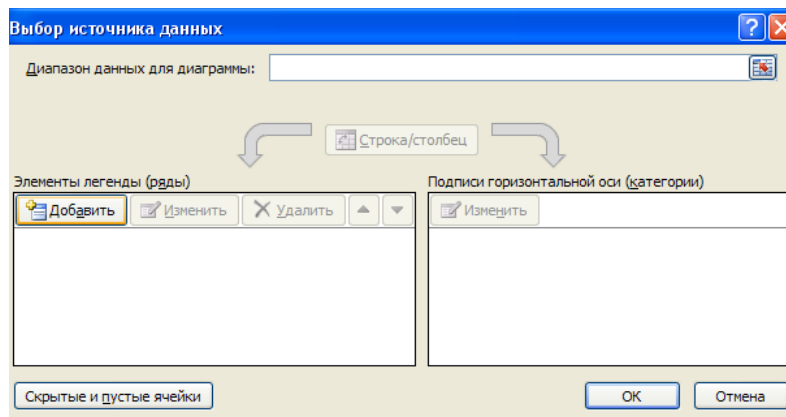 Выбор источника данных
Диапазон данных для диаграммы:
Строка/столбец
Элементы легенды (ряды)
Подписи горизонтальной оси (категории)
Добавить Изменить Удалить
Изменить
Скрытые и пустые ячейки
ОК Отмена